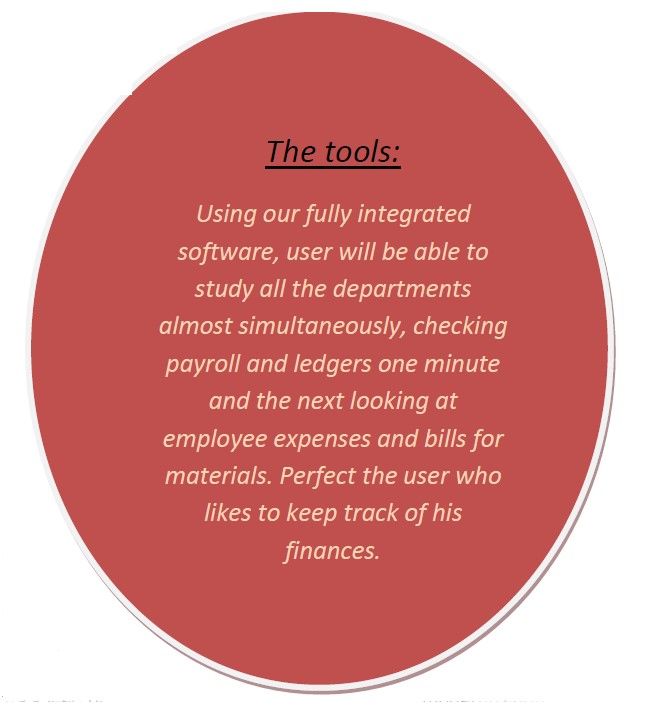 The tools:
Using our fully integrated
software, user will be able to
study all the departments
almost simultaneously, checking
payroll and ledgers one minute
and the next looking at
employee expenses and bills for
materials. Perfect the user who
likes to keep track of his
finances.